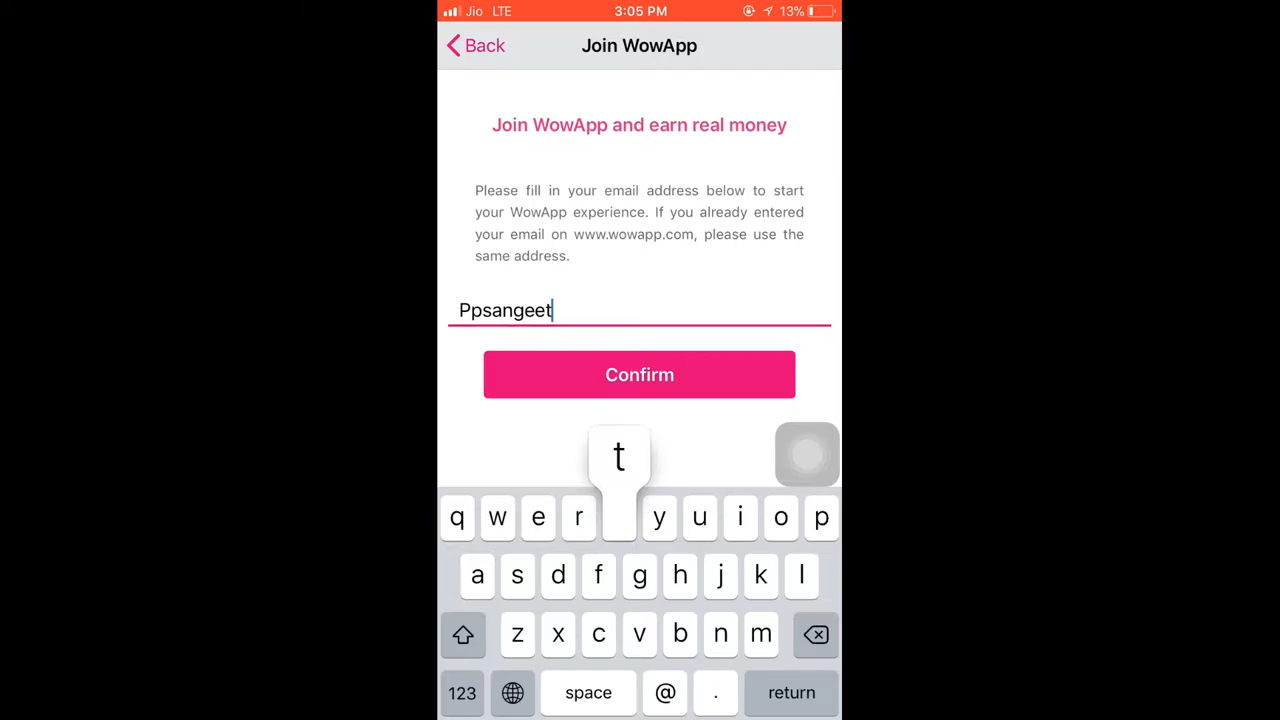 Jio LTE 3:05 PM 13%
Back Join WowApp
Join WowApp and earn real money
Please fill in your email address below to start
your WowApp experience. If you already entered
your email on www.wowapp.com, please use the
same address.
Ppsangeet
Confirm
t
q w e r y u i o p
a s d f g h j k l
z x c v b n m
123 space @ . return